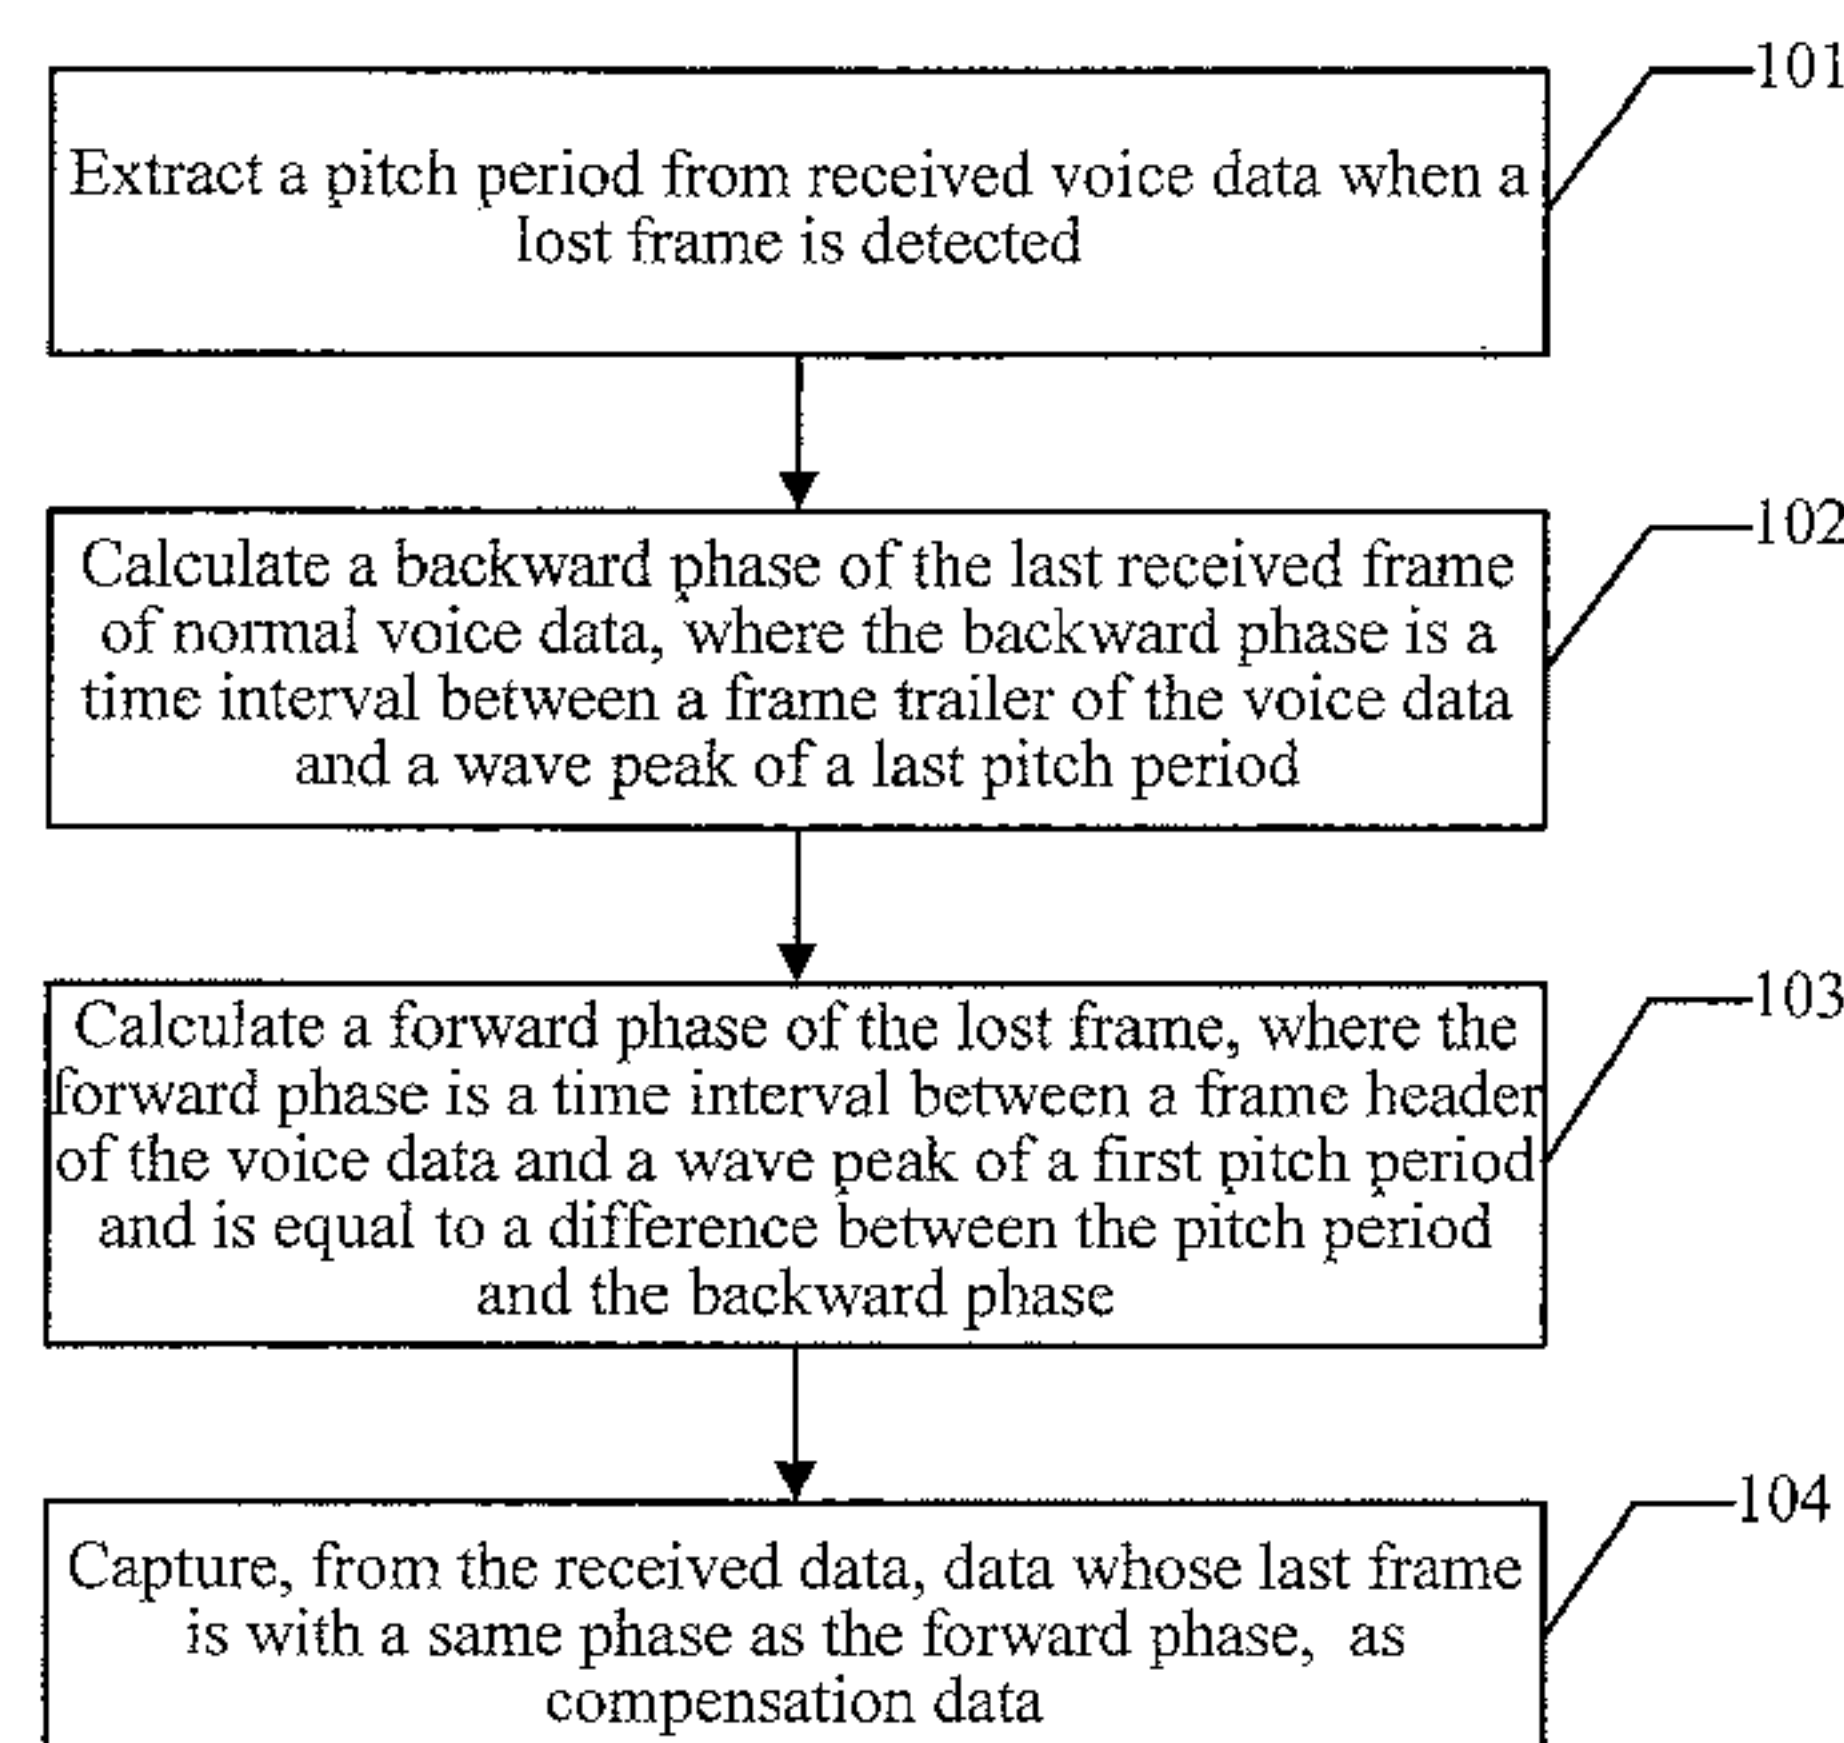 101
Extract a pitch period from received voice data when a
lost frame is detected
102
Calculate a backward phase of the last received frame
of normal voice data, where the backward phase is a
time interval between a frame trailer of the voice data
and a wave peak of a last pitch period
103
Calculate a forward phase of the lost frame, where the
forward phase is a time interval between a frame header
of the voice data and a wave peak of a first pitch period
and is equal to a difference between the pitch period
and the backward phase
104
Capture, from the received data, data whose last frame
is with a same phase as the forward phase, as
compensation data